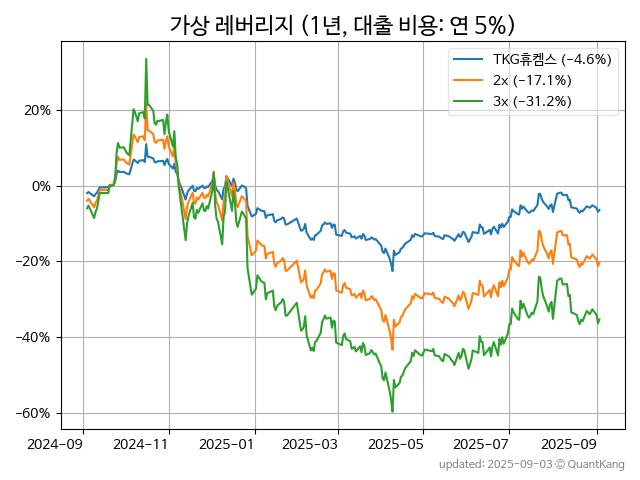 가상 레버리지 (1년, 대출 비용: 연 5%)
TKG휴켐스 (−4.6%)
2x (−17.1%)
3x (−31.2%)
20%
0%
−20%
−40%
−60%
2024-09
2024-11
2025-01
2025-03
2025-05
2025-07
2025-09
updated: 2025-09-03 © QuantKang